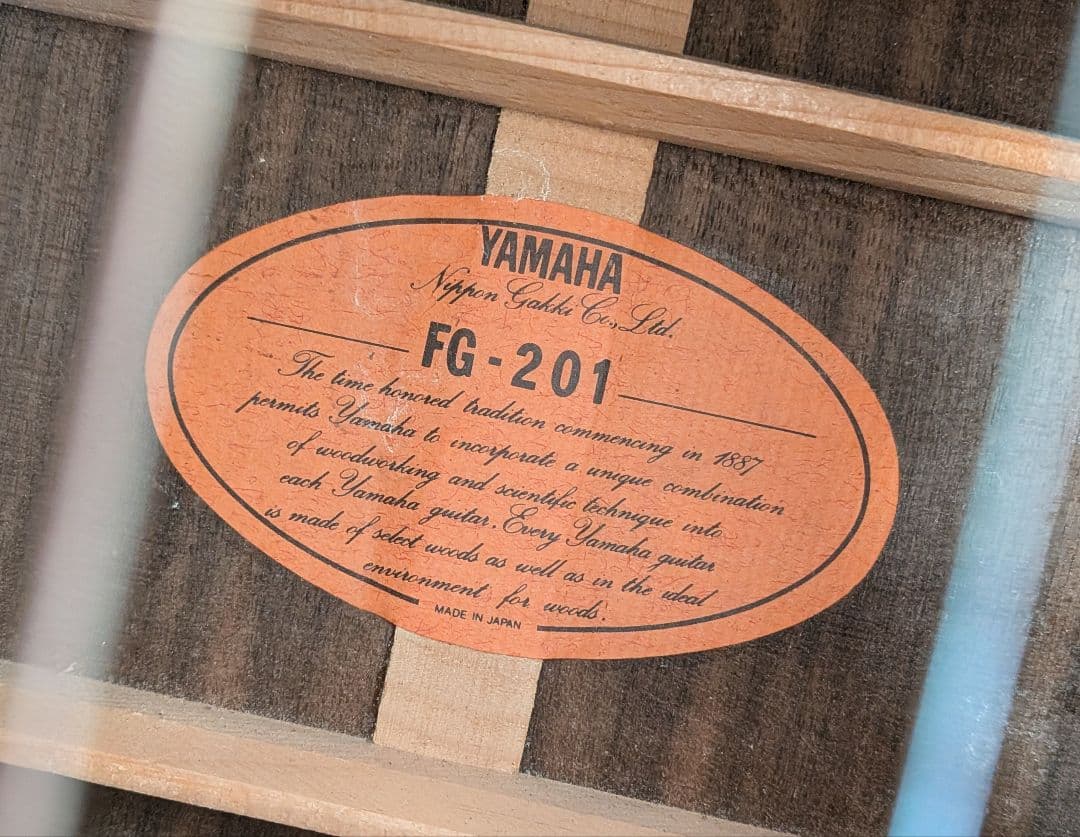 YAMAHA
Nippon Gakki Co., Ltd.
FG-201
The time honored tradition commencing in 1887
permits Yamaha to incorporate a unique combination
of woodworking and scientific technique into
each Yamaha guitar. Every Yamaha guitar
is made of select woods as well as in the ideal
environment for woods.
MADE IN JAPAN